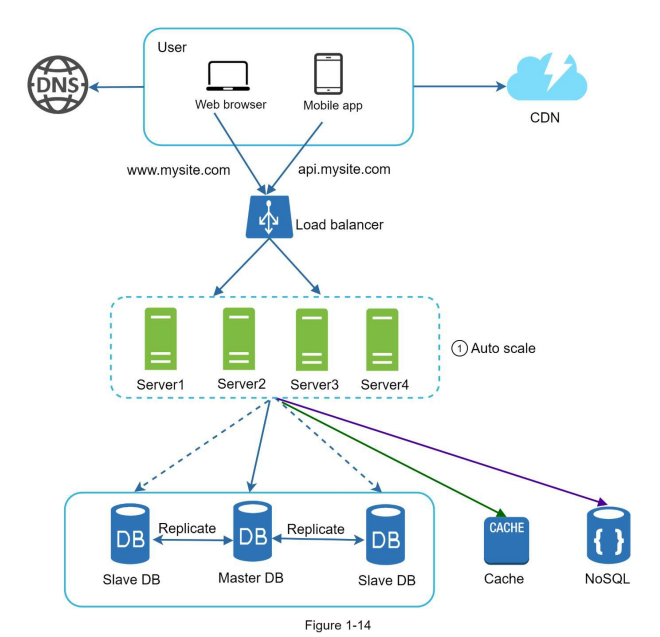 User
DNS
Web browser
Mobile app
CDN
www.mysite.com
api.mysite.com
Load balancer
1 Auto scale
Server1
Server2
Server3
Server4
DB
Replicate
DB
Replicate
DB
CACHE
{ }
Slave DB
Master DB
Slave DB
Cache
NoSQL
Figure 1-14